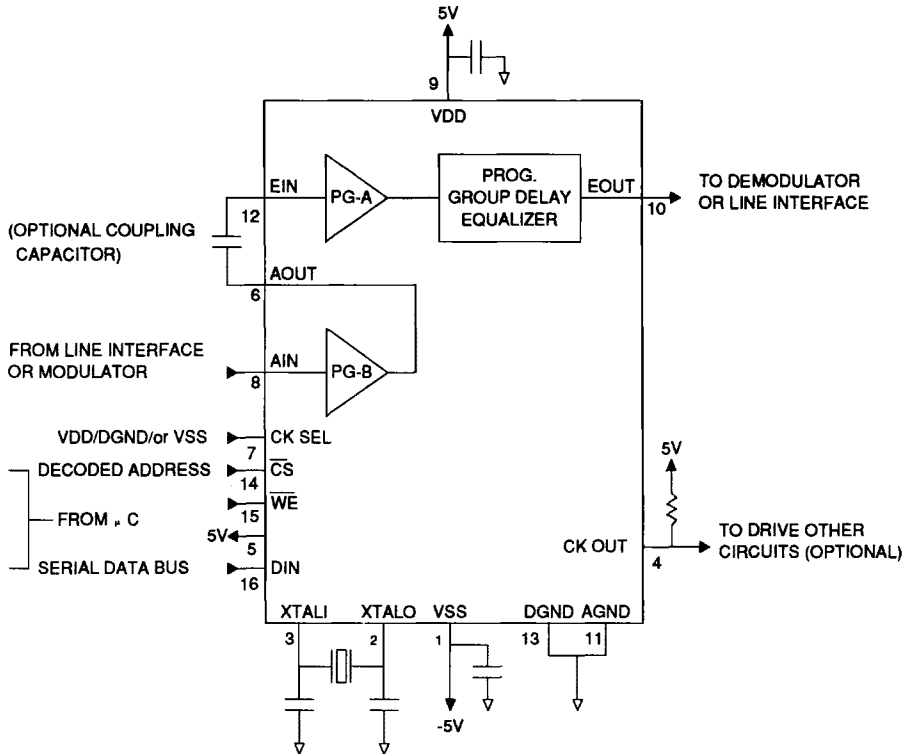 5V
9
VDD
EIN
12
PG-A
PROG.
GROUP DELAY
EQUALIZER
EOUT
10
TO DEMODULATOR
OR LINE INTERFACE
(OPTIONAL COUPLING
CAPACITOR)
AOUT
6
FROM LINE INTERFACE
OR MODULATOR
AIN
8
PG-B
VDD/DGND/or VSS
CK SEL
7
DECODED ADDRESS
CS
14
WE
15
FROM μ C
5V
5
SERIAL DATA BUS
DIN
16
5V
CK OUT
4
TO DRIVE OTHER
CIRCUITS (OPTIONAL)
XTALI
XTALO
VSS
DGND
AGND
3
2
1
13
11
-5V